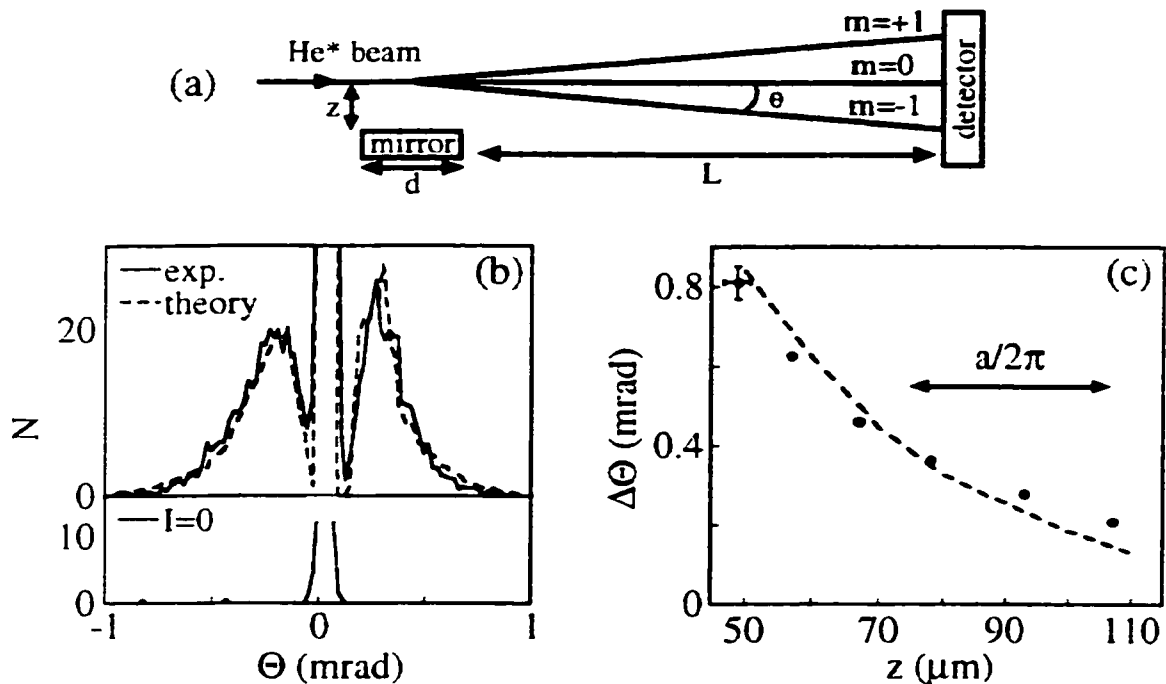 (a)
He* beam
m=+1
m=0
m=-1
θ
z
mirror
d
L
detector
(b)
exp.
theory
20
N
0
I=0
10
0
-1 0 1
Θ (mrad)
(c)
0.8
a/2π
ΔΘ (mrad)
0.4
0
50 70 90 110
z (μm)